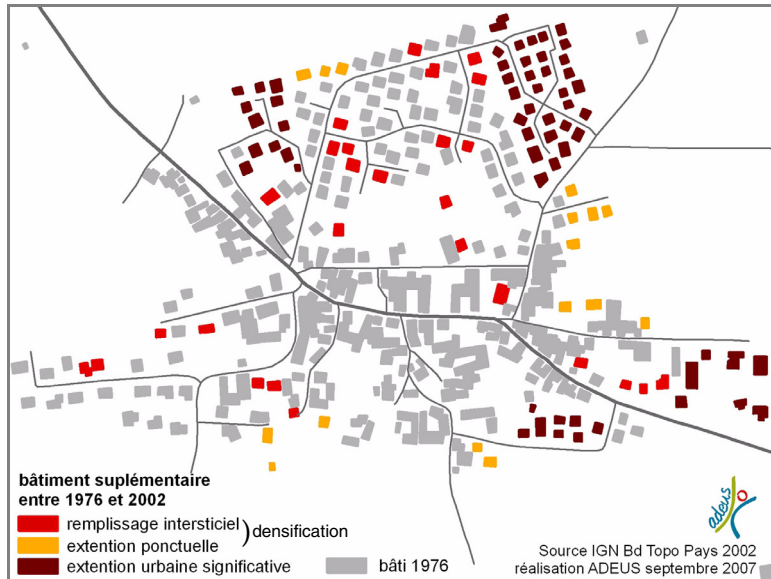 bâtiment suplémentaire
entre 1976 et 2002
remplissage intersticiel
extention ponctuelle
) densification
extention urbaine significative
bâti 1976
adeus
Source IGN Bd Topo Pays 2002
réalisation ADEUS septembre 2007